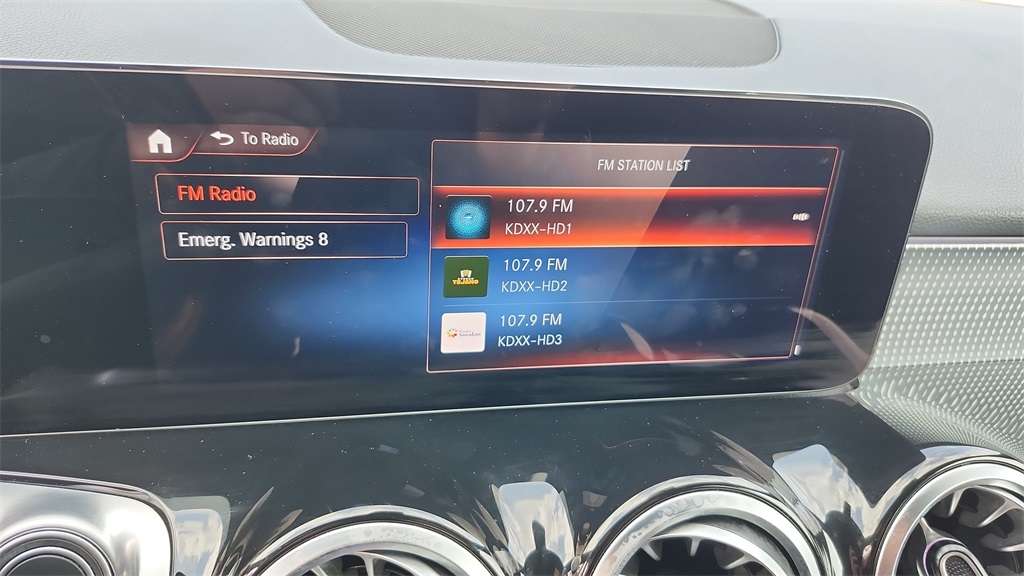 To Radio
FM Radio
Emerg. Warnings 8
FM STATION LIST
107.9 FM
KDXX-HD1
107.9 FM
KDXX-HD2
TEJANO
107.9 FM
KDXX-HD3